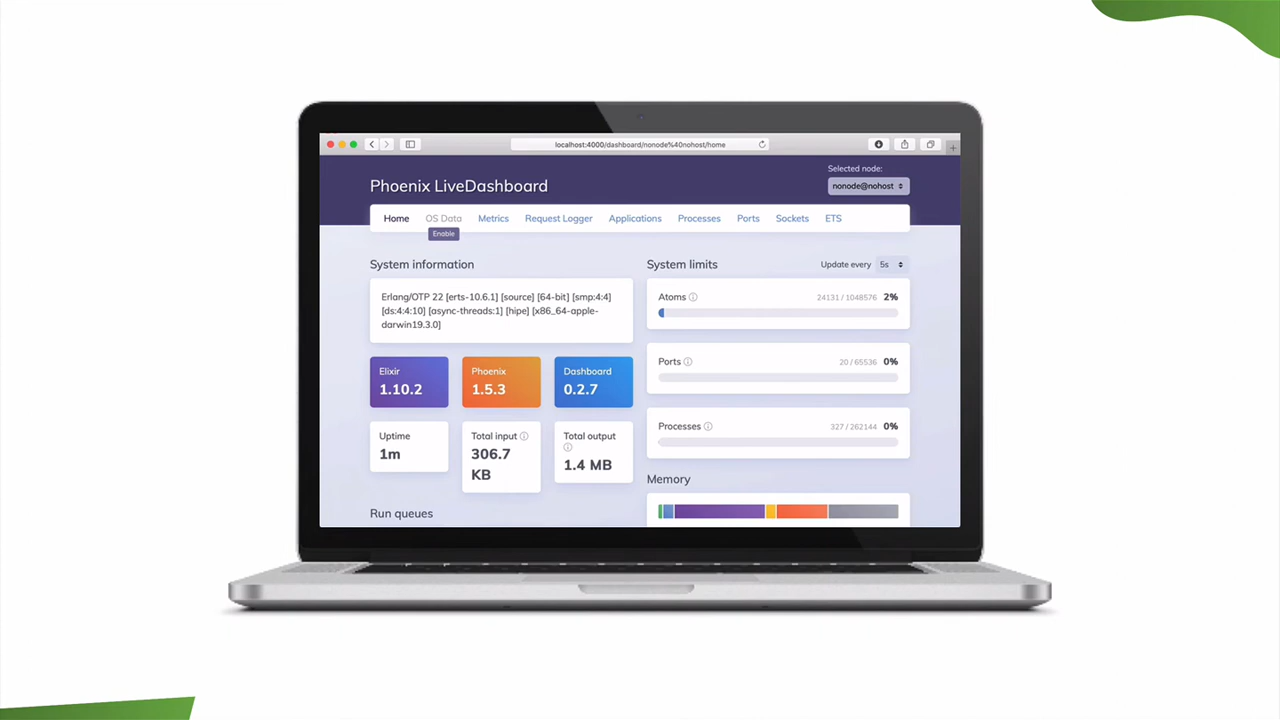 localhost:4000/dashboard/nonode%40nohost/home
Selected node:
Phoenix LiveDashboard
nonode@nohost
Home OS Data Metrics Request Logger Applications Processes Ports Sockets ETS
Enable
System information
Erlang/OTP 22 [erts-10.6.1] [source] [64-bit] [smp:4:4]
[ds:4:4:10] [async-threads:1] [hipe] [x86_64-apple-
darwin19.3.0]
Elixir
1.10.2
Phoenix
1.5.3
Dashboard
0.2.7
Uptime
1m
Total input
306.7
KB
Total output
1.4 MB
Run queues
System limits
Update every 5s
Atoms 24131 / 1048576 2%
Ports 20 / 65536 0%
Processes 327 / 262144 0%
Memory